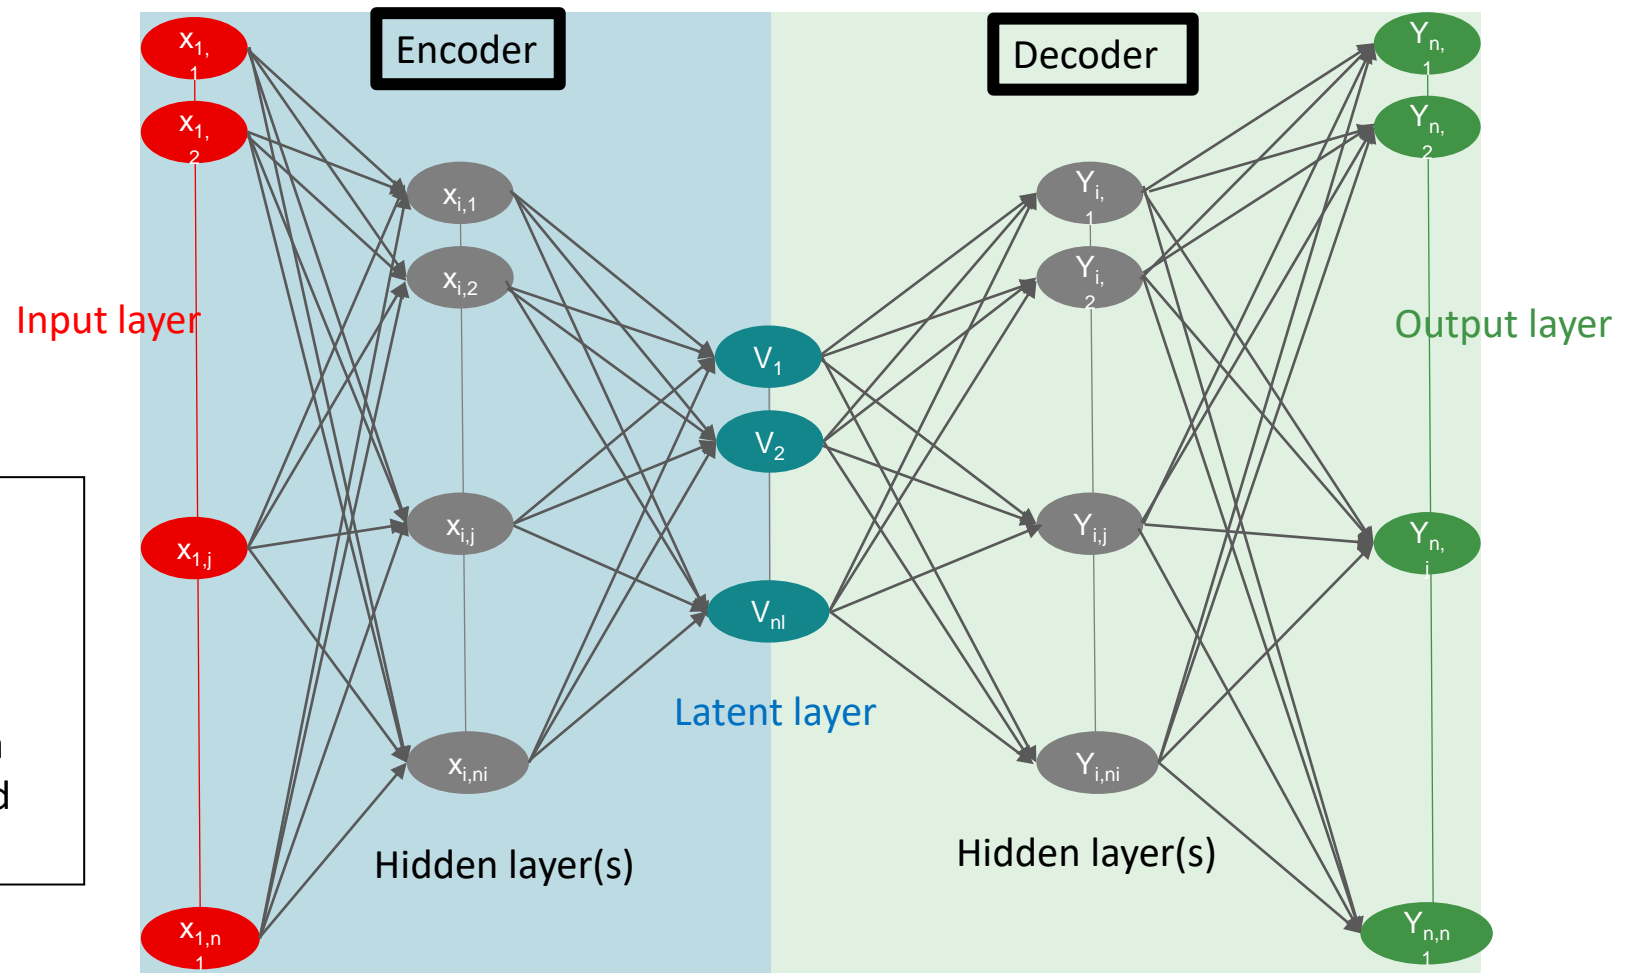 Encoder
Decoder
x1,1
x1,2
x1,j
x1,n1
Input layer
xi,1
xi,2
xi,j
xi,ni
Hidden layer(s)
V1
V2
Vnl
Latent layer
Yi,1
Yi,2
Yi,j
Yi,ni
Hidden layer(s)
Yn,1
Yn,2
Yn,j
Yn,n1
Output layer